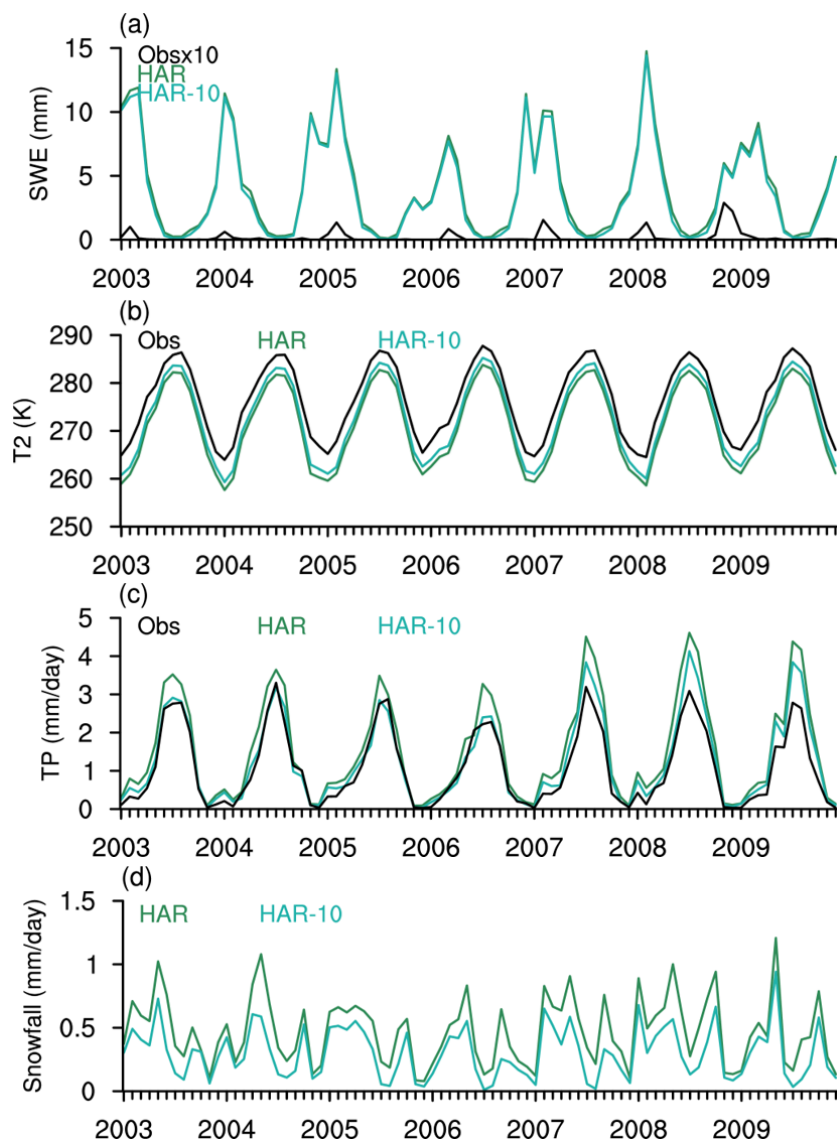 (a)
Obsx10
HAR
HAR-10
SWE (mm)
15
10
5
0
2003 2004 2005 2006 2007 2008 2009
(b)
Obs HAR HAR-10
T2 (K)
290
280
270
260
250
2003 2004 2005 2006 2007 2008 2009
(c)
Obs HAR HAR-10
TP (mm/day)
5
4
3
2
1
0
2003 2004 2005 2006 2007 2008 2009
(d)
HAR HAR-10
Snowfall (mm/day)
1.5
1
0.5
0
2003 2004 2005 2006 2007 2008 2009